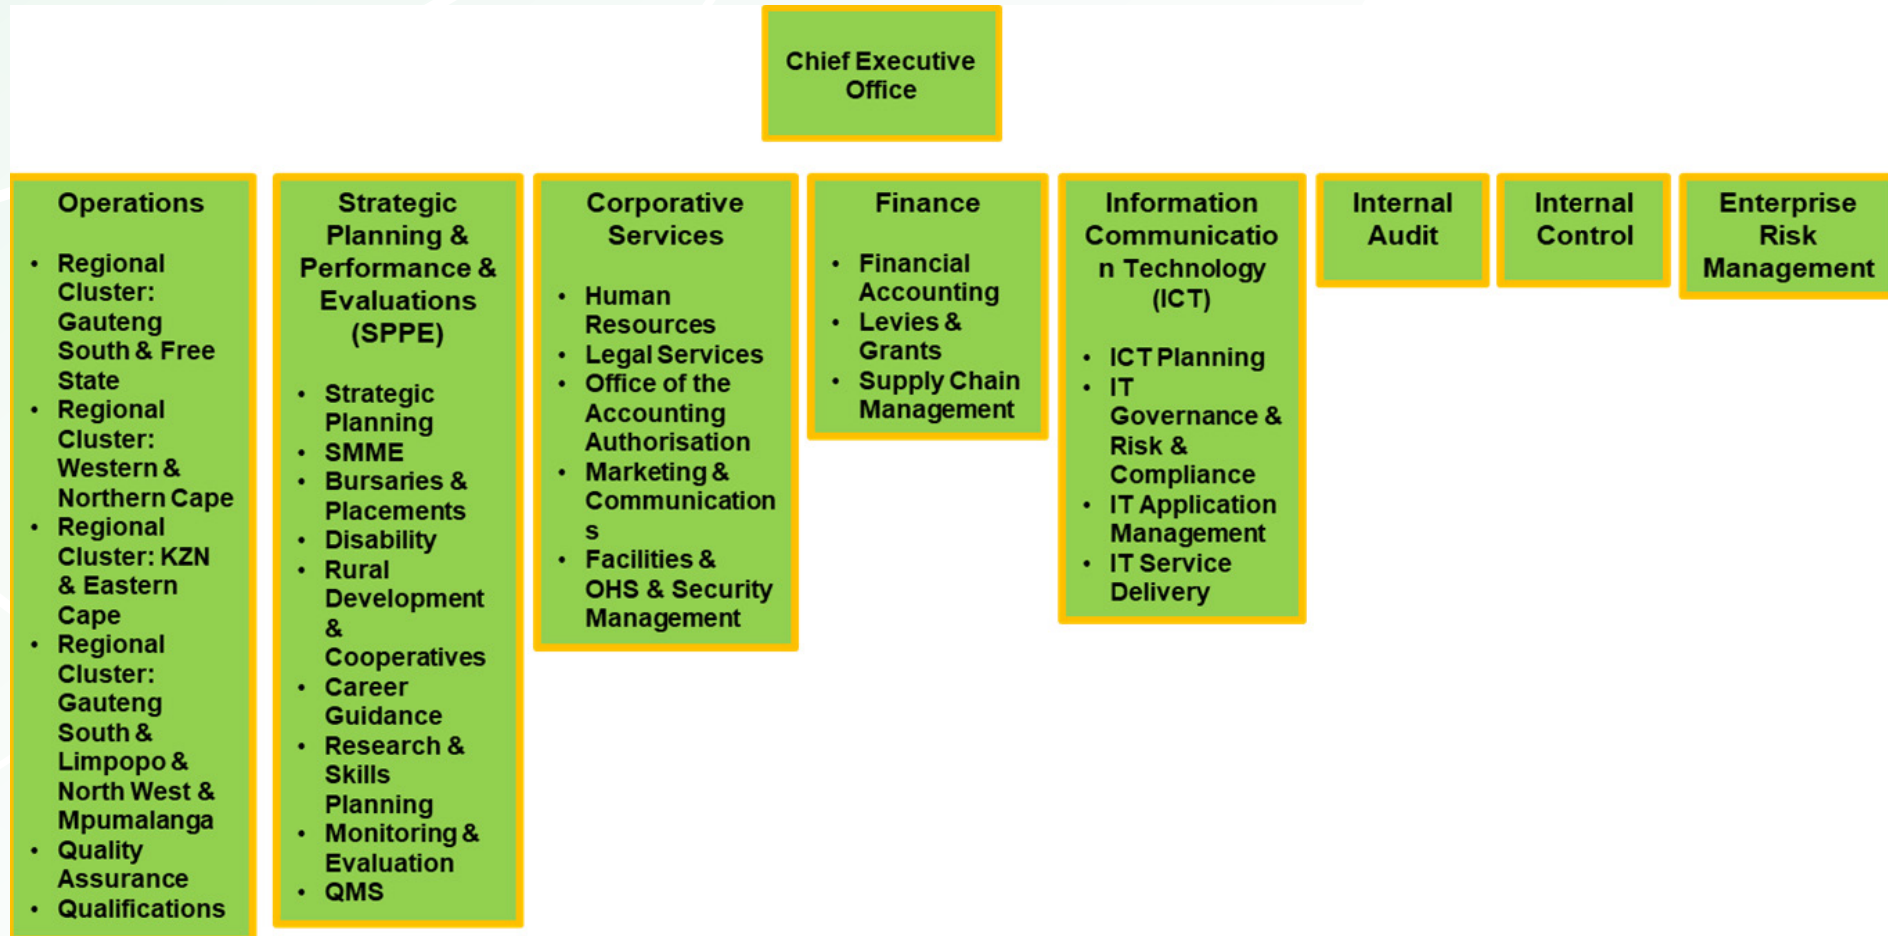 Chief Executive
Office
Operations
• Regional
Cluster:
Gauteng
South & Free
State
• Regional
Cluster:
Western &
Northern Cape
• Regional
Cluster: KZN
& Eastern
Cape
• Regional
Cluster:
Gauteng
South &
Limpopo &
North West &
Mpumalanga
• Quality
Assurance
• Qualifications
Strategic
Planning &
Performance &
Evaluations
(SPPE)
• Strategic
Planning
• SMME
• Bursaries &
Placements
• Disability
• Rural
Development
&
Cooperatives
• Career
Guidance
• Research &
Skills
Planning
• Monitoring &
Evaluation
• QMS
Corporative
Services
• Human
Resources
• Legal Services
• Office of the
Accounting
Authorisation
• Marketing &
Communication
s
• Facilities &
OHS & Security
Management
Finance
• Financial
Accounting
• Levies &
Grants
• Supply Chain
Management
Information
Communicatio
n Technology
(ICT)
• ICT Planning
• IT
Governance &
Risk &
Compliance
• IT Application
Management
• IT Service
Delivery
Internal
Audit
Internal
Control
Enterprise
Risk
Management